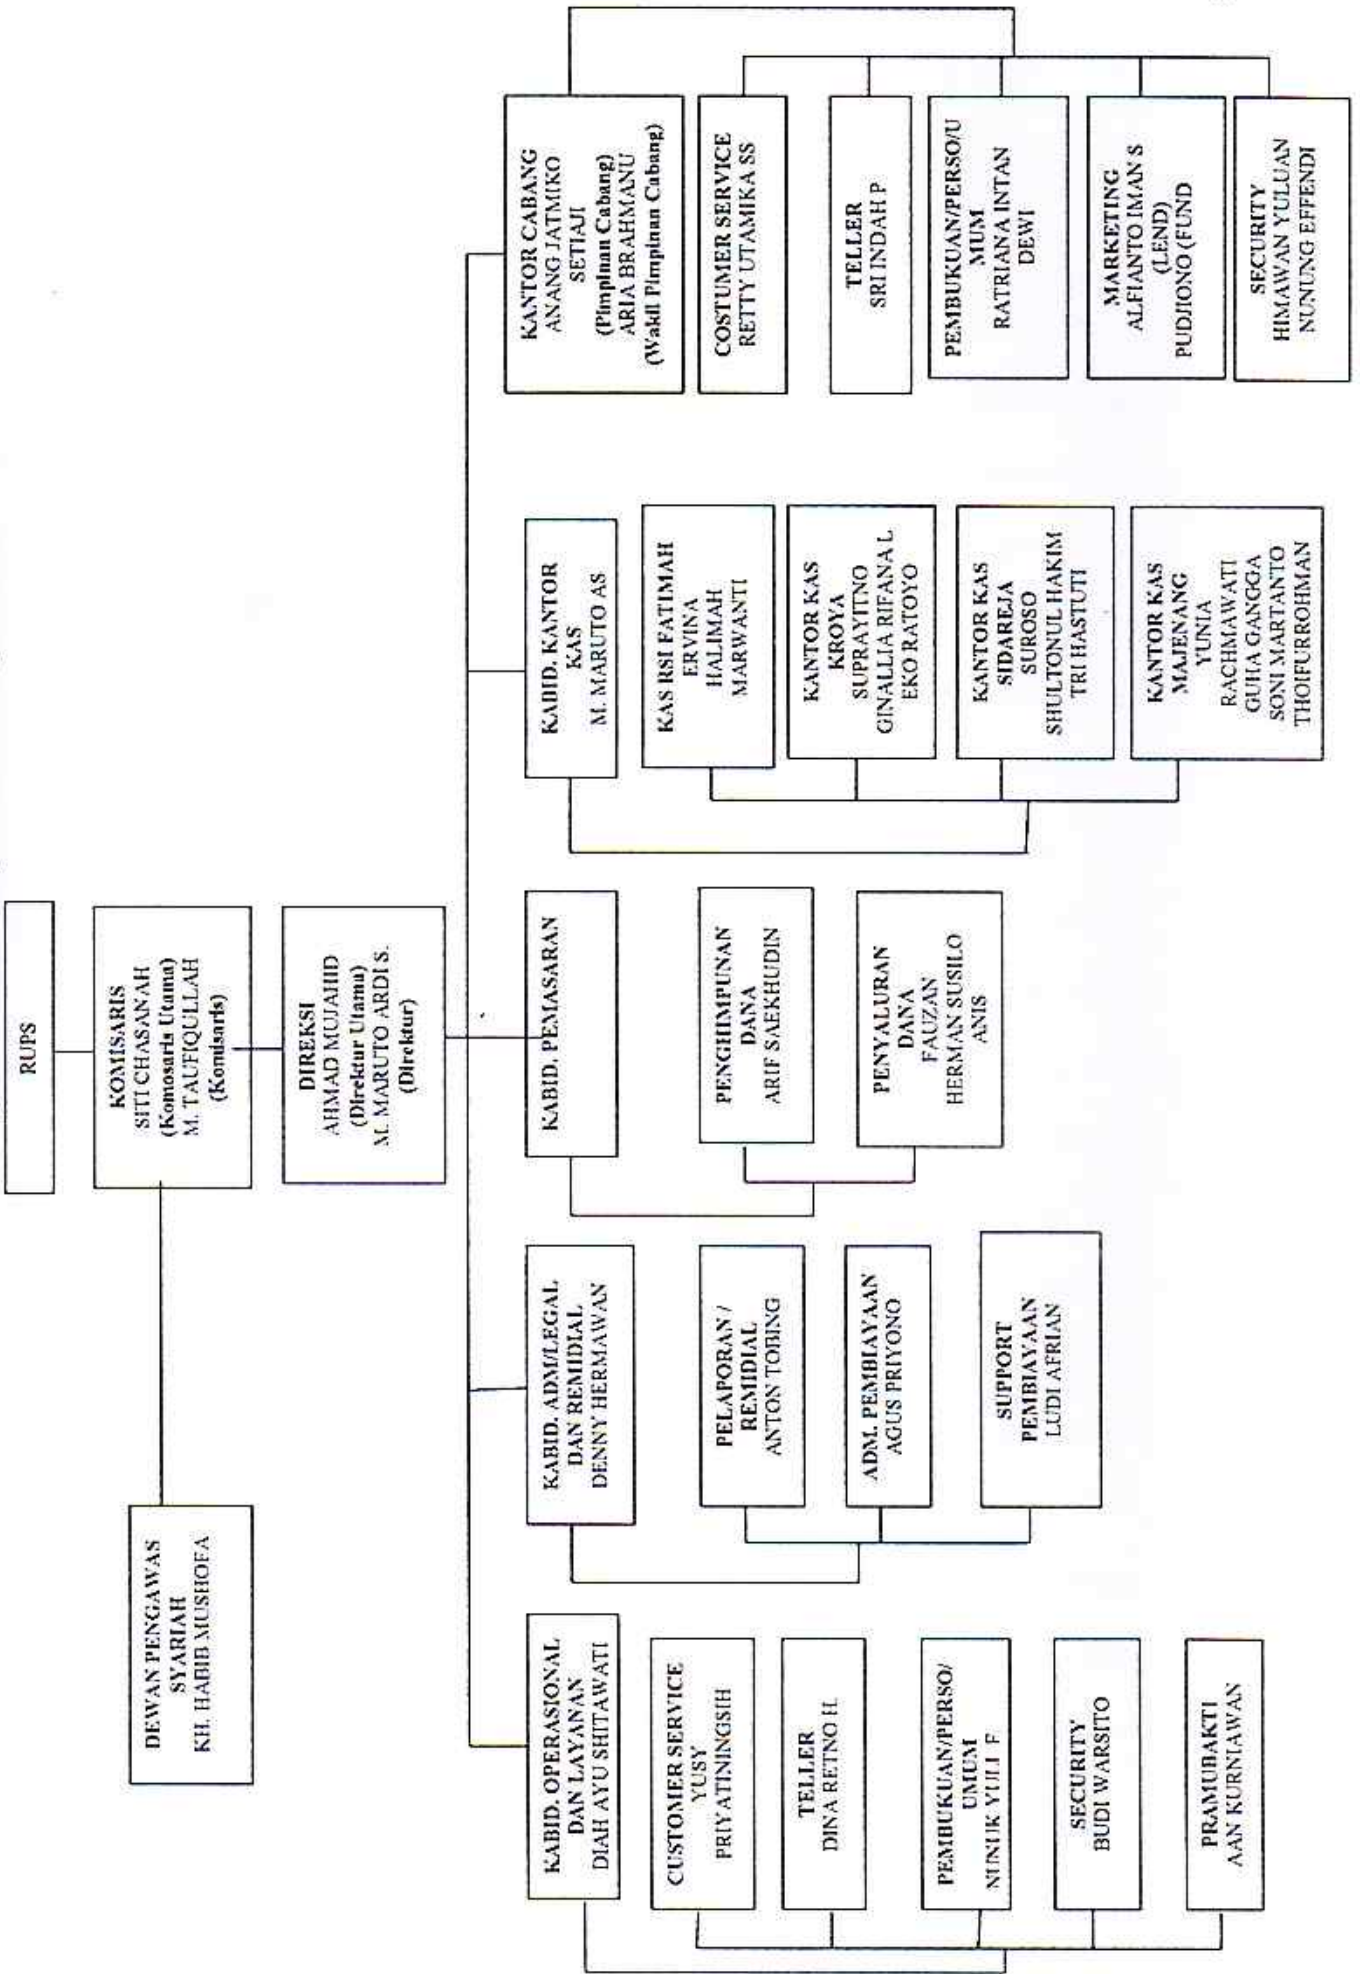 RUPS
KOMISARIS
SITI CHASANAH
(Komosaris Utama)
M. TAUFIQULLAH
(Komisaris)
DEWAN PENGAWAS
SYARIAH
KH. HABIB MUSHOFA
DIREKSI
AHMAD MUJAHID
(Direktur Utama)
M. MARUTO ARDI S.
(Direktur)
KABID. OPERASIONAL
DAN LAYANAN
DIAH AYU SHITAWATI
CUSTOMER SERVICE
YUSY
PRIYATININGSIH
TELLER
DINA RETNO H.
PEMBUKUAN/PERSO/
UMUM
NUNUK YULI F
SECURITY
BUDI WARSITO
PRAMUBAKTI
AAN KURNIAWAN
KABID. ADM/LEGAL
DAN REMIDIAL
DENNY HERMAWAN
PELAPORAN /
REMIDIAL
ANTON TOBING
ADM. PEMBIAYAAN
AGUS PRIYONO
SUPPORT
PEMBIAYAAN
LUDI AFRIAN
KABID. PEMASARAN
PENGHIMPUNAN
DANA
ARIF SAEKHUDIN
PENYALURAN
DANA
FAUZAN
HERMAN SUSILO
ANIS
KABID. KANTOR
KAS
M. MARUTO AS
KAS RSI FATIMAH
ERVINA
HALIMAH
MARWANTI
KANTOR KAS
KROYA
SUPRAYITNO
GINALLIA RIFANA L
EKO RATOYO
KANTOR KAS
SIDAREJA
SUROSO
SHULTONUL HAKIM
TRI HASTUTI
KANTOR KAS
MAJENANG
YUNIA
RACHMAWATI
GUHA GANGGA
SONI MARTANTO
THOIFURROHMAN
KANTOR CABANG
ANANG JATMIKO
SETIAJI
(Pimpinan Cabang)
ARIA BRAHMANU
(Wakil Pimpinan Cabang)
COSTUMER SERVICE
RETTY UTAMIKA SS
TELLER
SRI INDAH P
PEMBUKUAN/PERSO/U
MUM
RATRIANA INTAN
DEWI
MARKETING
ALFIANTO IMAN S
(LEND)
PUDJIONO (FUND
SECURITY
HIMAWAN YULUAN
NUNUNG EFFENDI